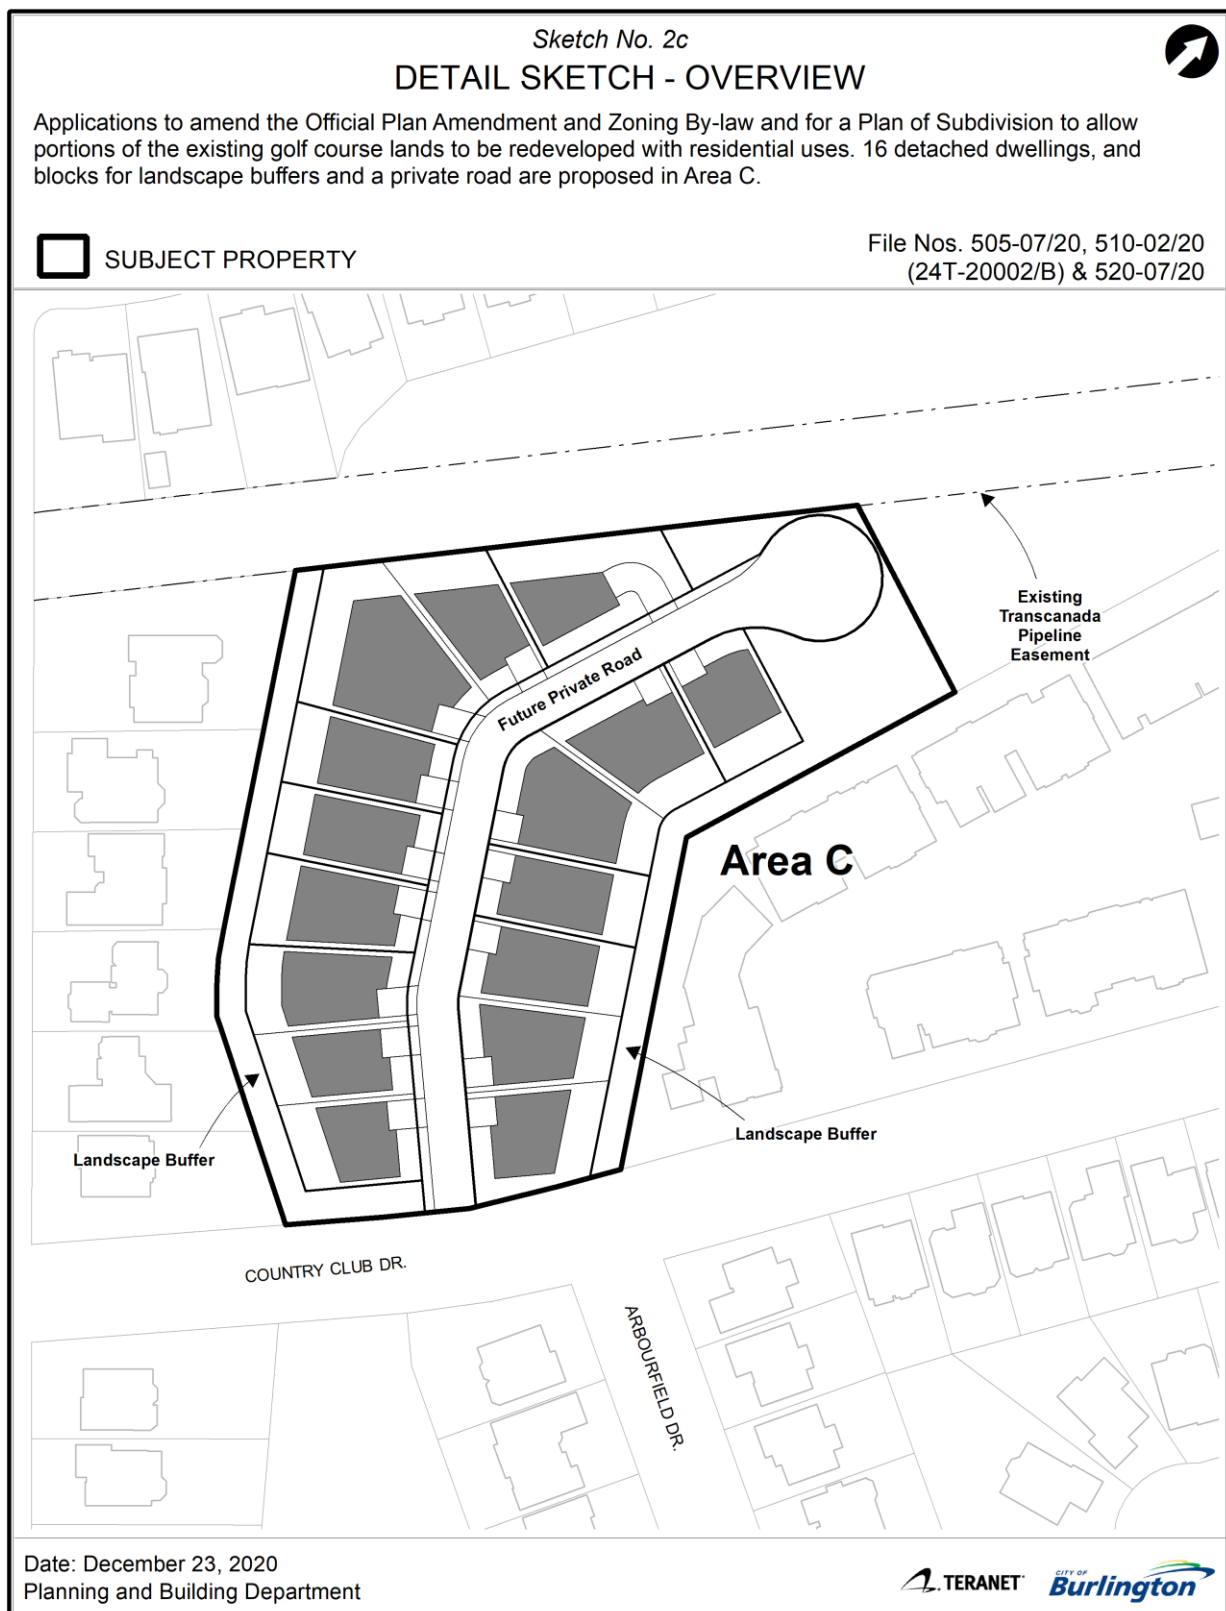 Sketch No. 2c
DETAIL SKETCH - OVERVIEW
Applications to amend the Official Plan Amendment and Zoning By-law and for a Plan of Subdivision to allow
portions of the existing golf course lands to be redeveloped with residential uses. 16 detached dwellings, and
blocks for landscape buffers and a private road are proposed in Area C.
SUBJECT PROPERTY
File Nos. 505-07/20, 510-02/20
(24T-20002/B) & 520-07/20
Existing
Transcanada
Pipeline
Easement
Future Private Road
Area C
Landscape Buffer
Landscape Buffer
COUNTRY CLUB DR.
ARBOURFIELD DR.
Date: December 23, 2020
Planning and Building Department
TERANET
CITY OF
Burlington